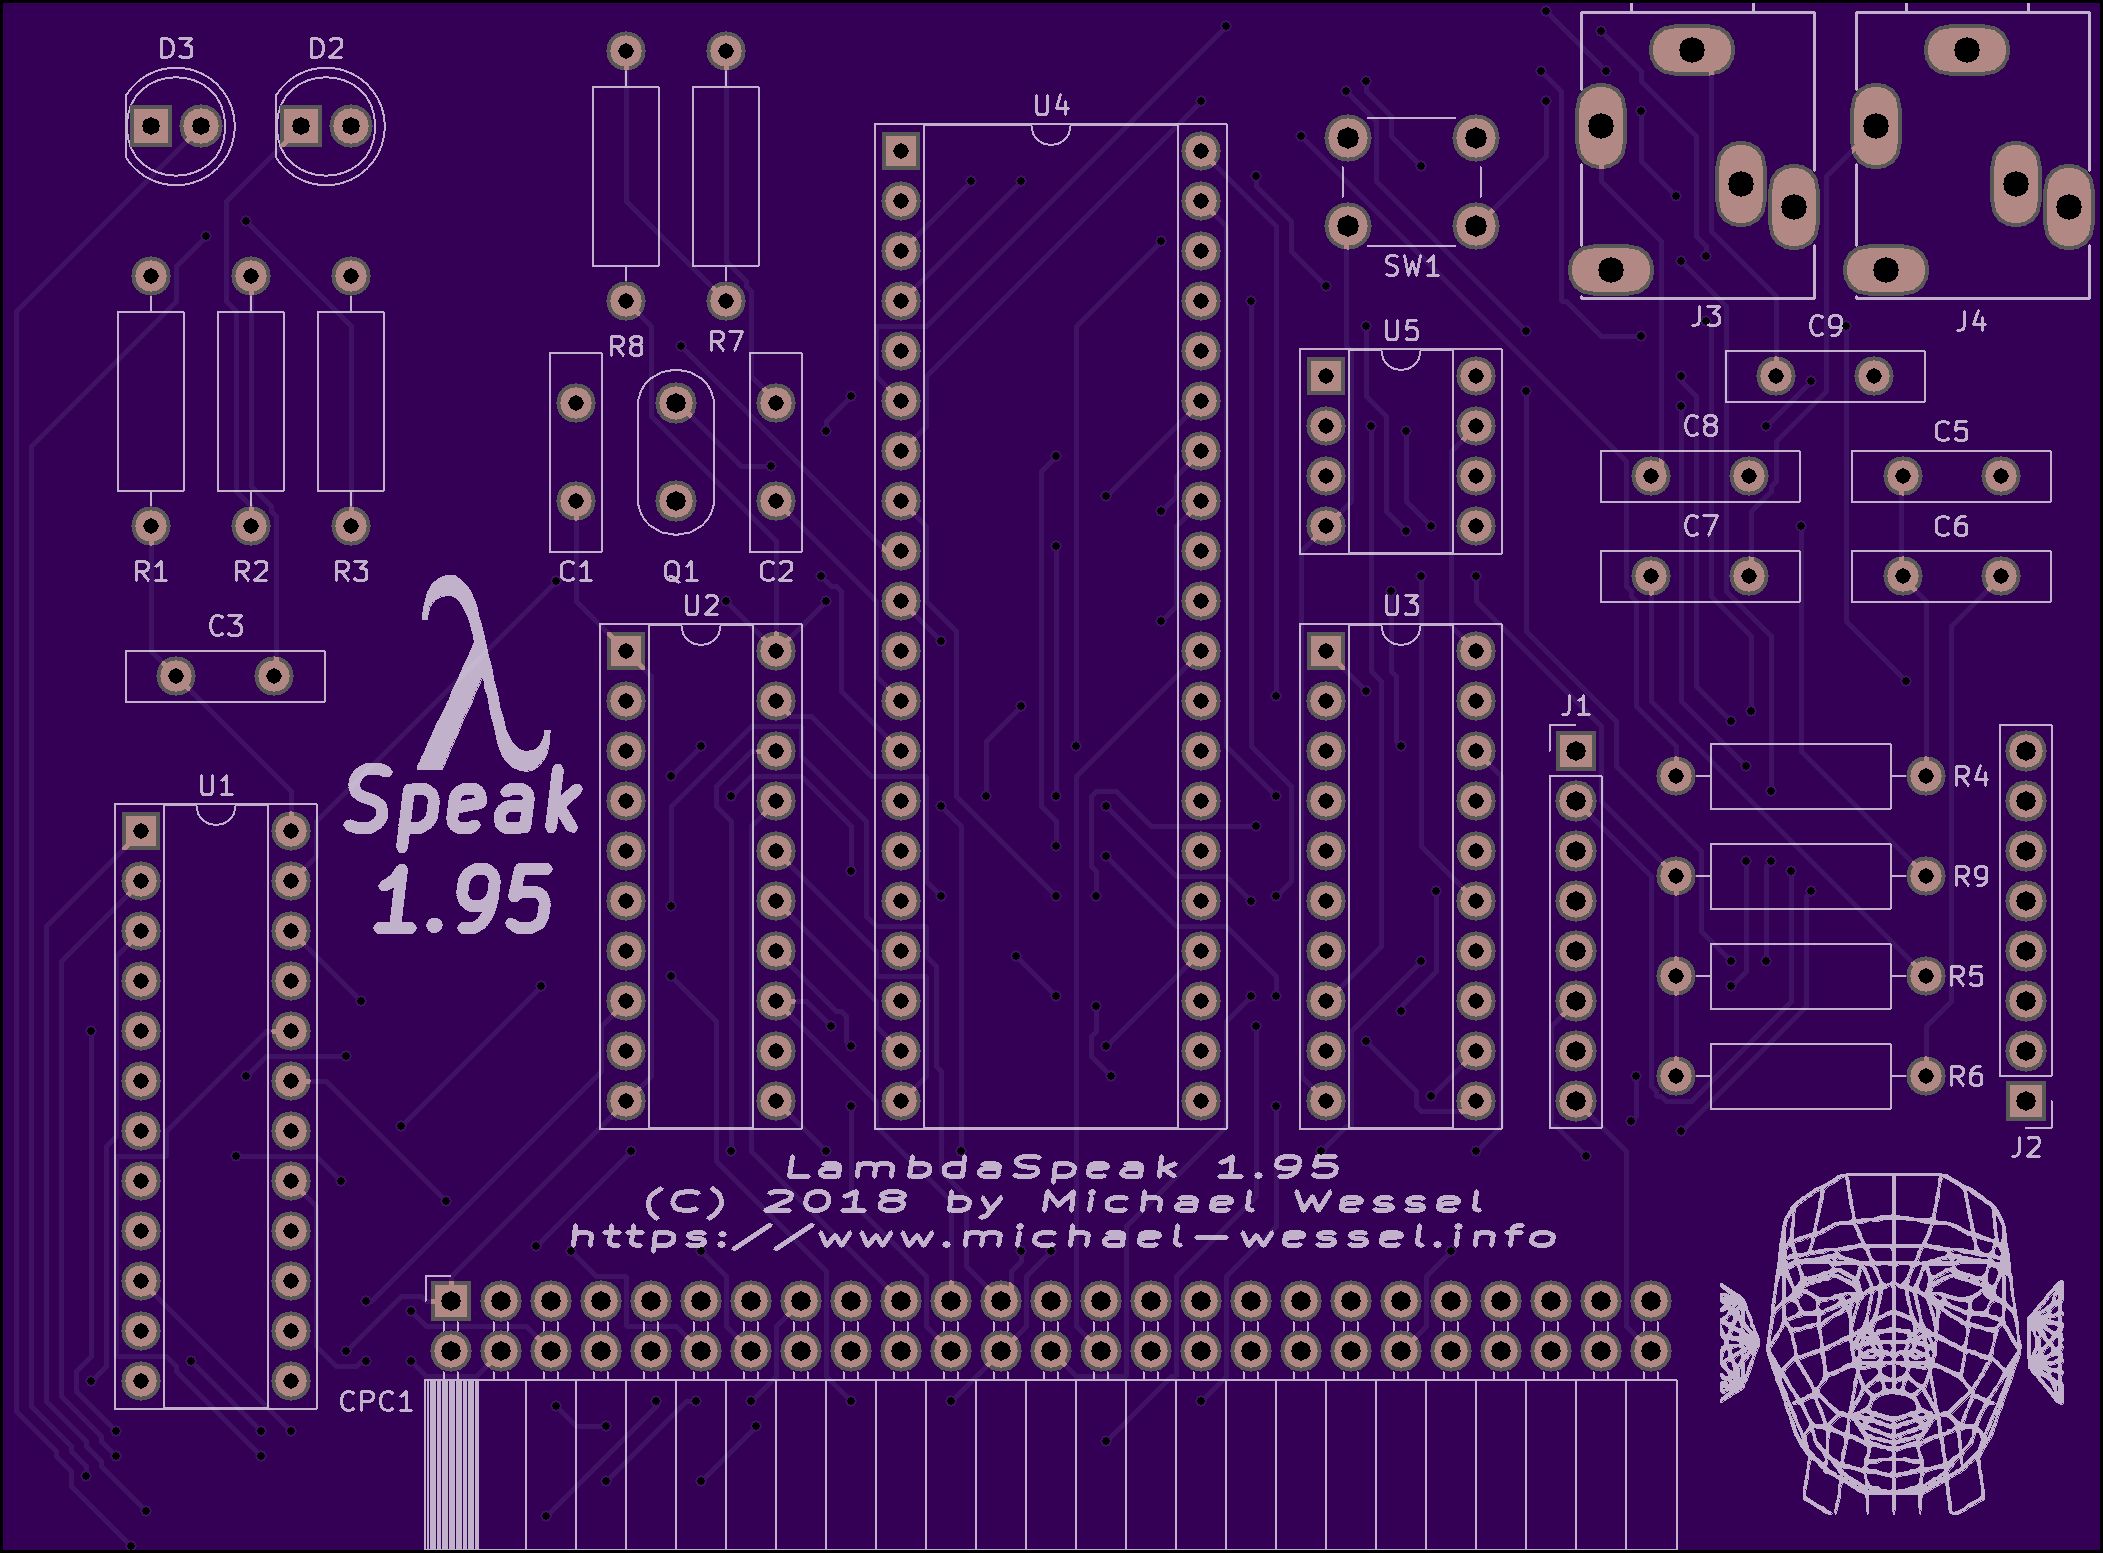 D3
D2
U4
SW1
J3
J4
C9
R8
R7
U5
C8
C5
C7
C6
R1
R2
R3
C1
Q1
C2
U2
U3
C3
λ
Speak
1.95
J1
U1
R4
R9
R5
R6
J2
LambdaSpeak 1.95
(C) 2018 by Michael Wessel
https://www.michael-wessel.info
CPC1